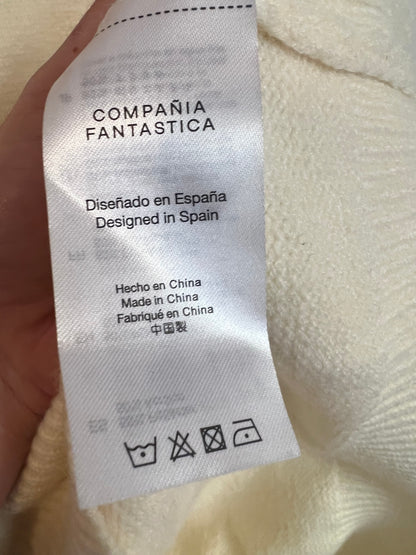 COMPAÑIA
FANTASTICA
Diseñado en España
Designed in Spain
Hecho en China
Made in China
Fabriqué en China
中国製